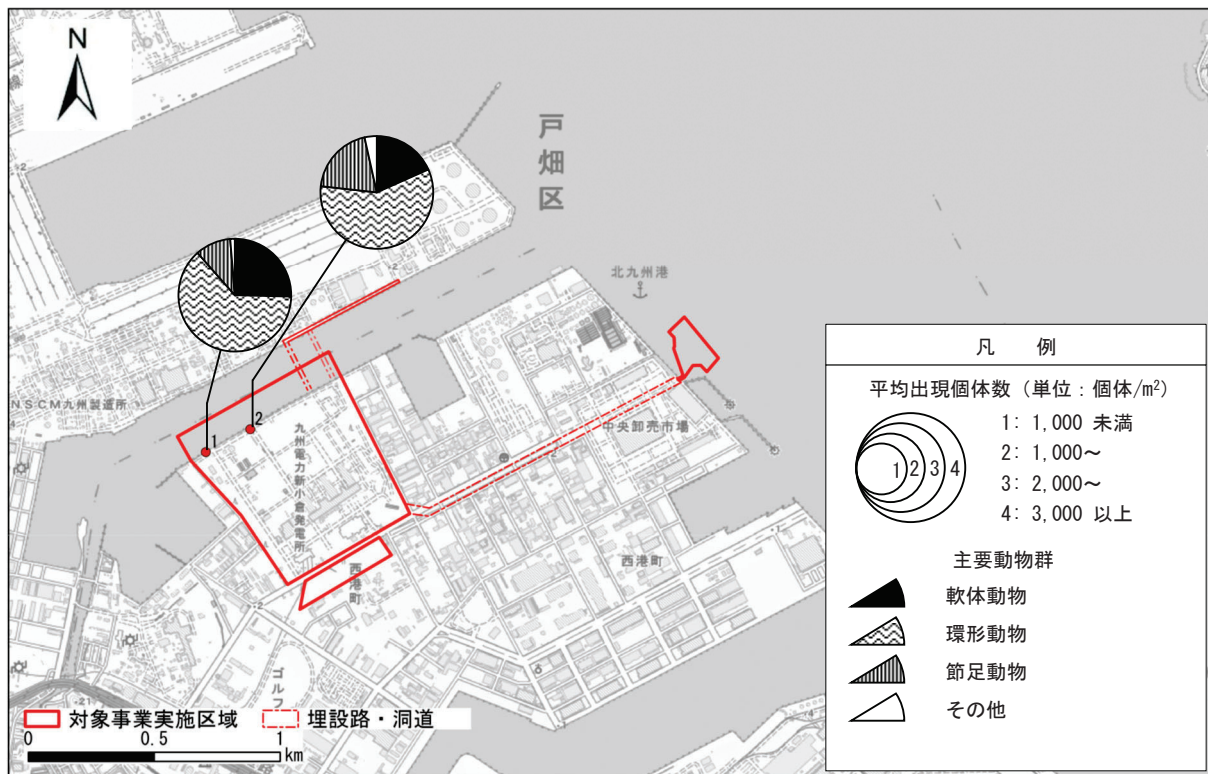 N
戸畑区
北九州港
NSCM九州製造所
九州電力新小倉発電所
中央卸売市場
西港町
西港町
ゴルフ
1
2
凡 例
平均出現個体数 (単位:個体/m²)
1 2 3 4
1: 1,000 未満
2: 1,000~
3: 2,000~
4: 3,000 以上
主要動物群
軟体動物
環形動物
節足動物
その他
対象事業実施区域 埋設路・洞道
0 0.5 1
km